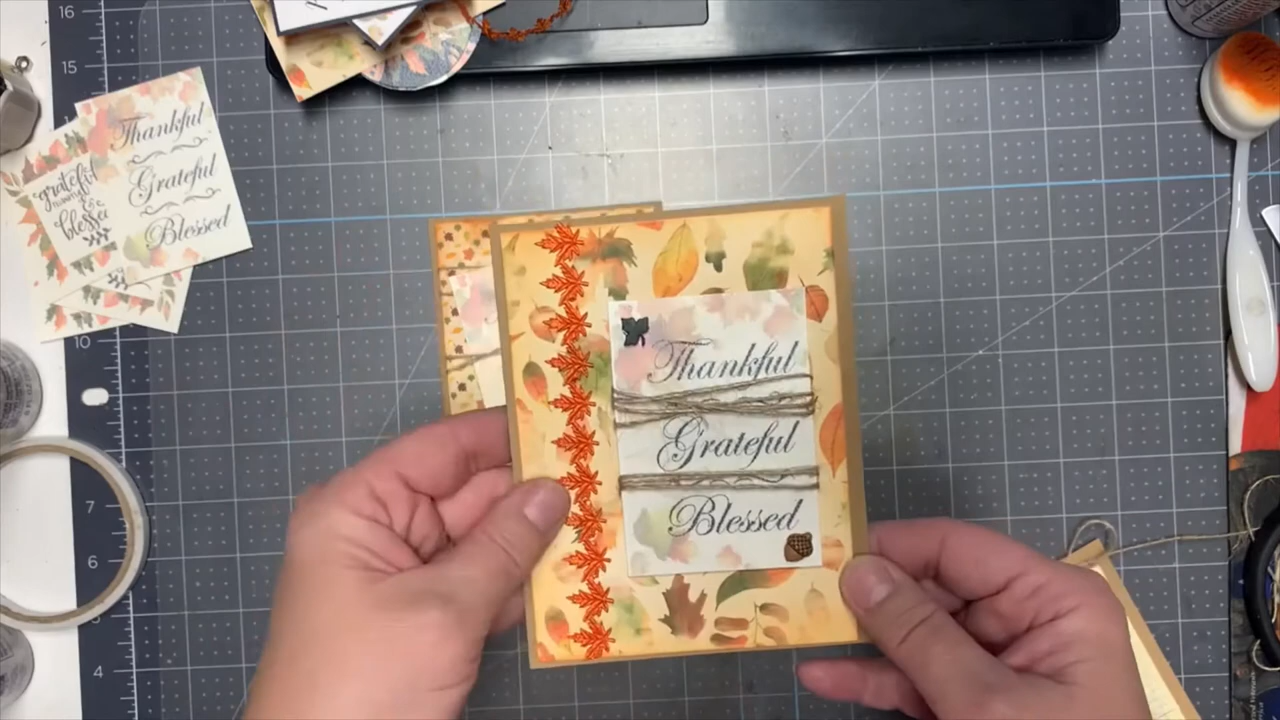 16
15
10
7
6
4
Thankful
Grateful
Blessed
grateful
thankful
&
blessed
Thankful
Grateful
Blessed